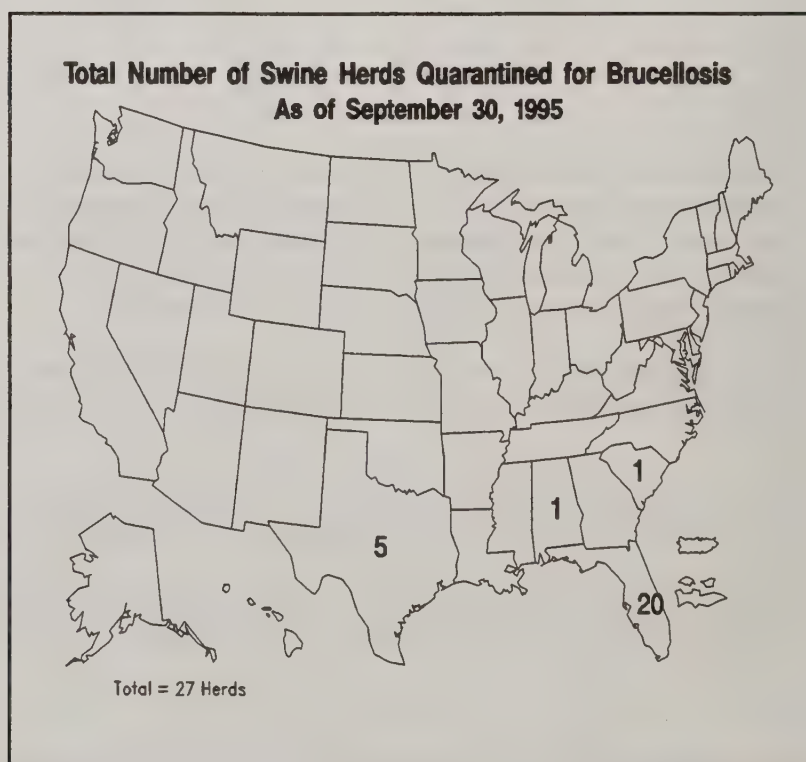 Total Number of Swine Herds Quarantined for Brucellosis
As of September 30, 1995
1
1
5
20
Total = 27 Herds